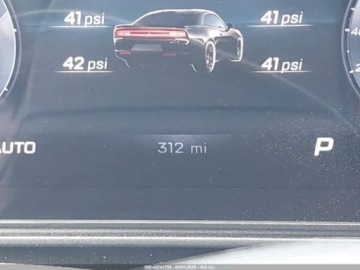 41 psi 41 psi
42 psi 41 psi
AUTO 312 mi P